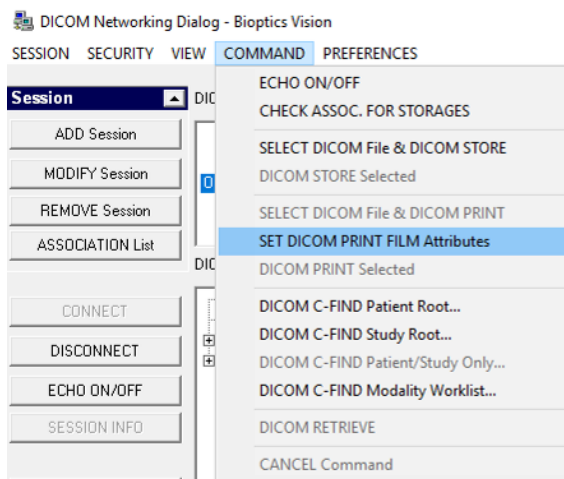 DICOM Networking Dialog - Bioptics Vision
SESSION SECURITY VIEW COMMAND PREFERENCES
Session
ADD Session
MODIFY Session
REMOVE Session
ASSOCIATION List
CONNECT
DISCONNECT
ECHO ON/OFF
SESSION INFO
DIC
DIC
ECHO ON/OFF
CHECK ASSOC. FOR STORAGES
SELECT DICOM File & DICOM STORE
DICOM STORE Selected
SELECT DICOM File & DICOM PRINT
SET DICOM PRINT FILM Attributes
DICOM PRINT Selected
DICOM C-FIND Patient Root...
DICOM C-FIND Study Root...
DICOM C-FIND Patient/Study Only...
DICOM C-FIND Modality Worklist...
DICOM RETRIEVE
CANCEL Command